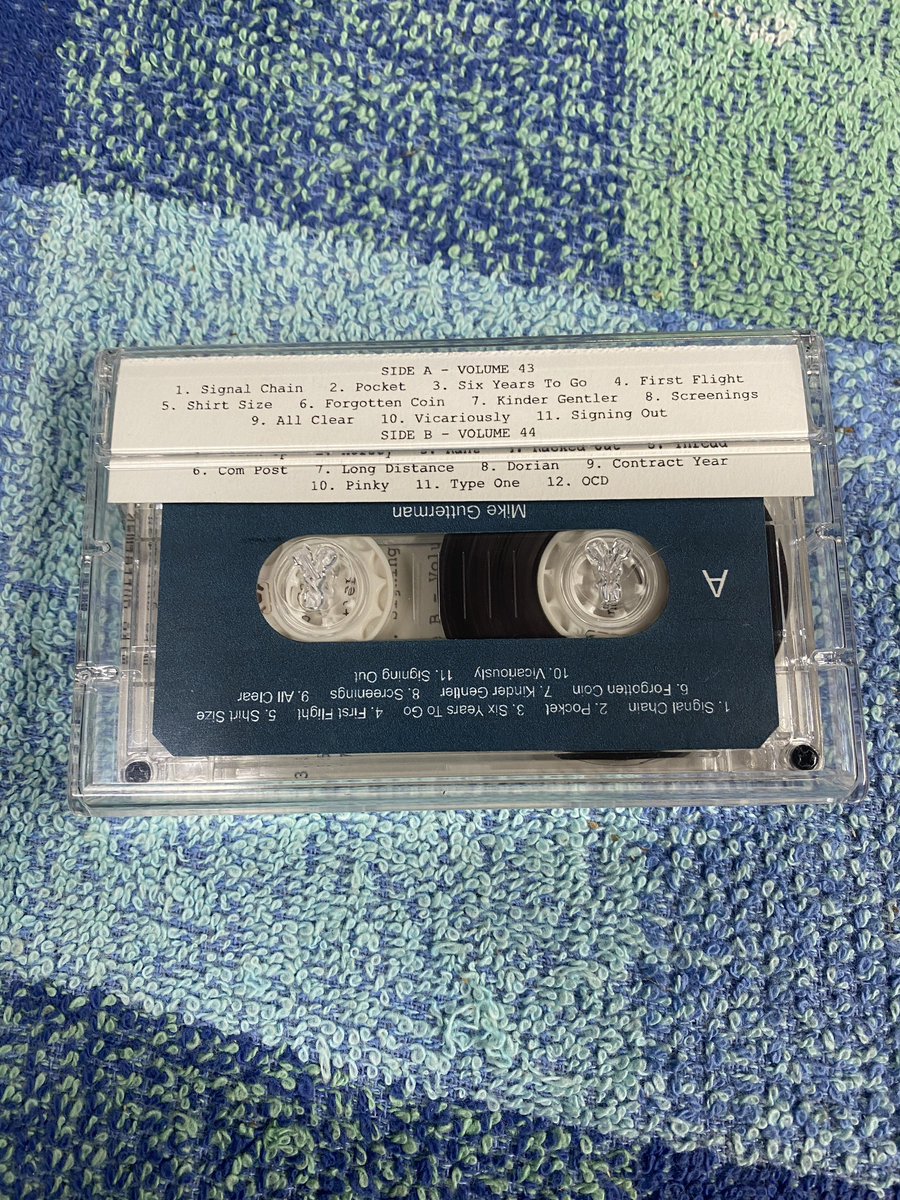 SIDE A - VOLUME 43
1. Signal Chain 2. Pocket 3. Six Years To Go 4. First Flight
5. Shirt Size 6. Forgotten Coin 7. Kinder Gentler 8. Screenings
9. All Clear 10. Vicariously 11. Signing Out
SIDE B - VOLUME 44
5. Thread
6. Com Post 7. Long Distance 8. Dorian 9. Contract Year
10. Pinky 11. Type One 12. OCD
Mike Gutterman
A
1. Signal Chain 2. Pocket 3. Six Years To Go 4. First Flight 5. Shirt Size
6. Forgotten Coin 7. Kinder Gentler 8. Screenings 9. All Clear
10. Vicariously 11. Signing Out